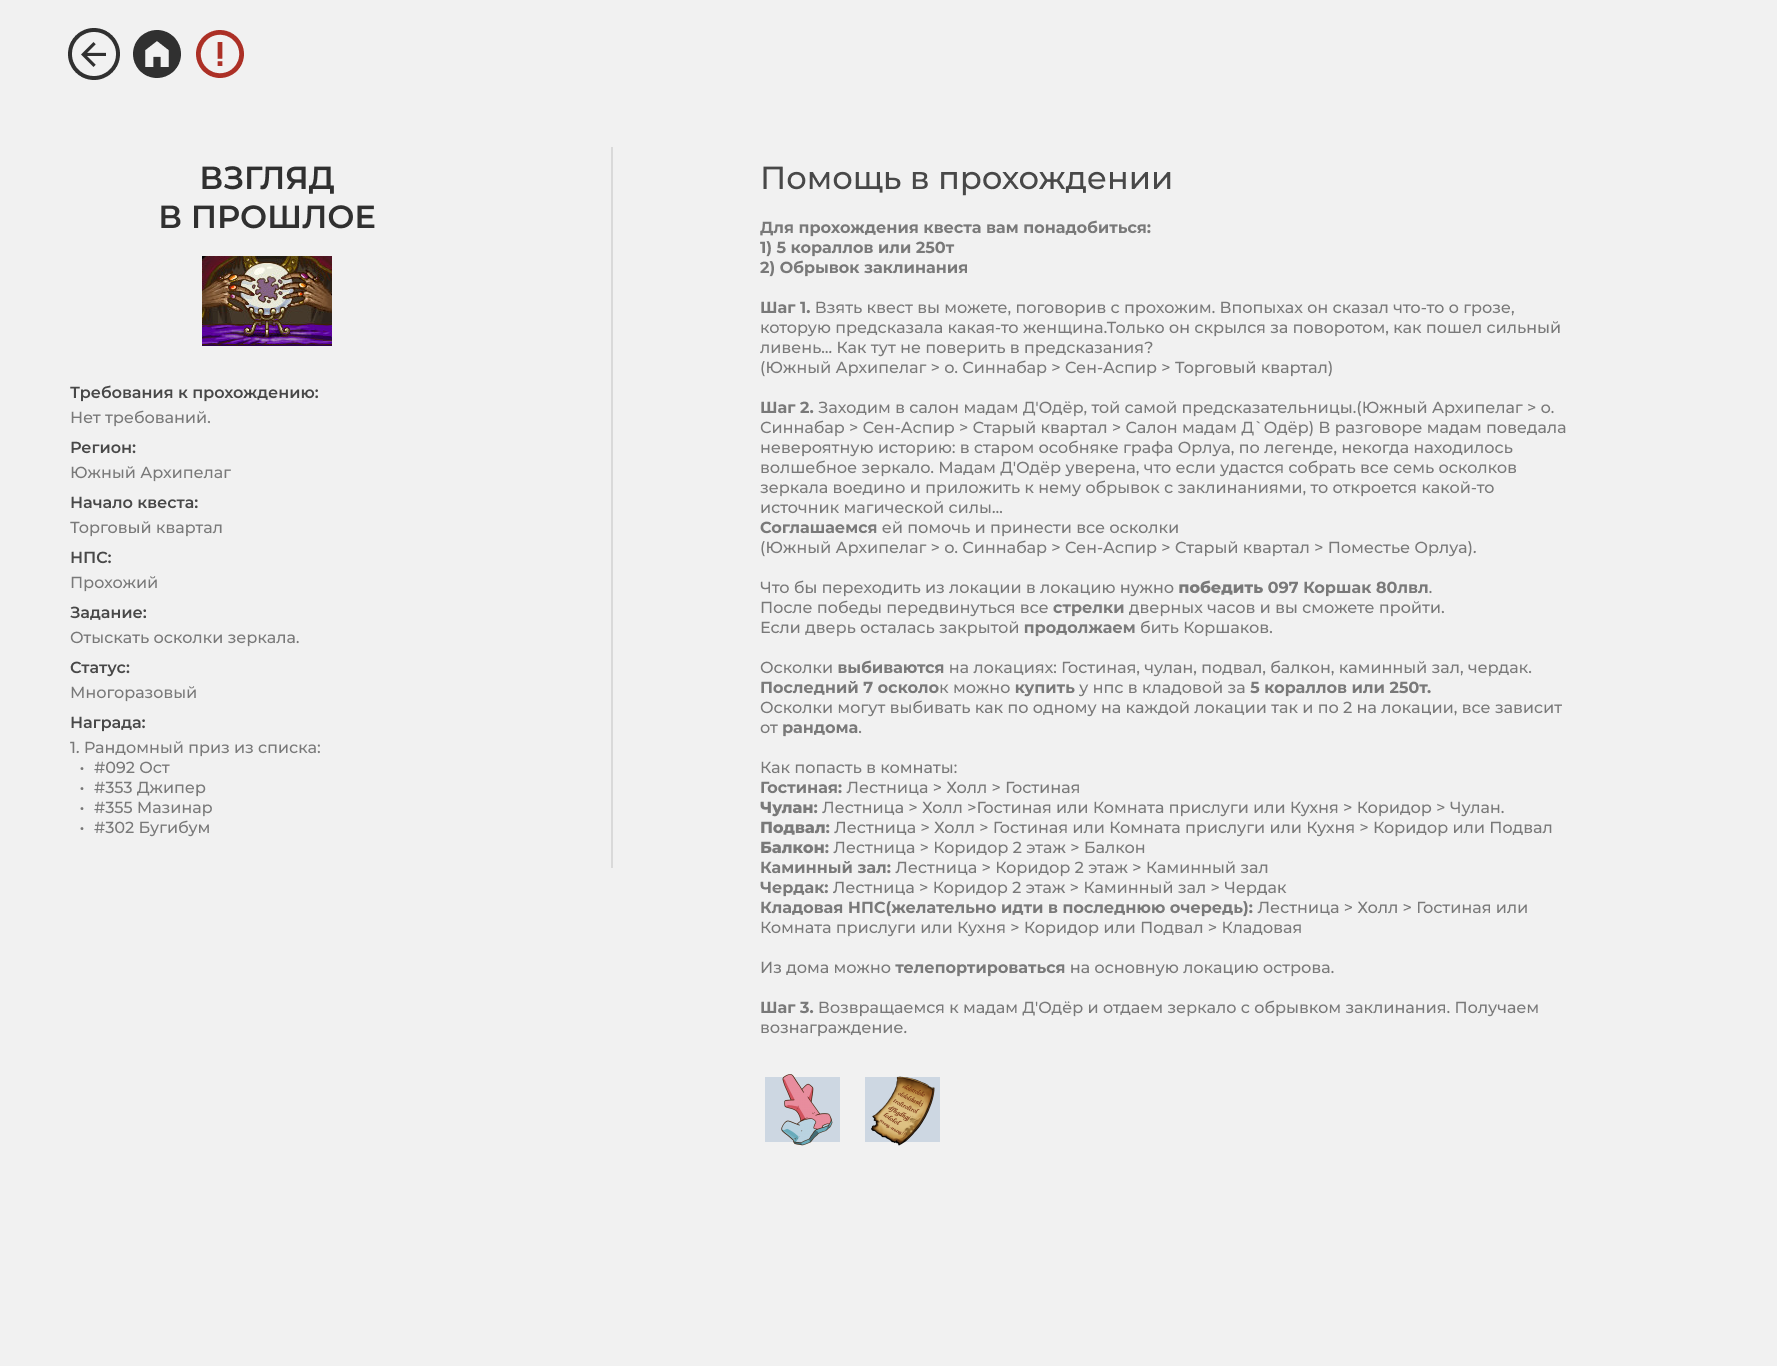 ВЗГЛЯД
В ПРОШЛОЕ
Требования к прохождению:
Нет требований.
Регион:
Южный Архипелаг
Начало квеста:
Торговый квартал
НПС:
Прохожий
Задание:
Отыскать осколки зеркала.
Статус:
Многоразовый
Награда:
1. Рандомный приз из списка:
• #092 Ост
• #353 Джипер
• #355 Мазинар
• #302 Бугибум
Помощь в прохождении
Для прохождения квеста вам понадобиться:
1) 5 кораллов или 250т
2) Обрывок заклинания
Шаг 1. Взять квест вы можете, поговорив с прохожим. Впопыхах он сказал что-то о грозе,
которую предсказала какая-то женщина.Только он скрылся за поворотом, как пошел сильный
ливень... Как тут не поверить в предсказания?
(Южный Архипелаг > о. Синнабар > Сен-Аспир > Торговый квартал)
Шаг 2. Заходим в салон мадам Д'Одёр, той самой предсказательницы.(Южный Архипелаг > о.
Синнабар > Сен-Аспир > Старый квартал > Салон мадам Д`Одёр) В разговоре мадам поведала
невероятную историю: в старом особняке графа Орлуа, по легенде, некогда находилось
волшебное зеркало. Мадам Д'Одёр уверена, что если удастся собрать все семь осколков
зеркала воедино и приложить к нему обрывок с заклинаниями, то откроется какой-то
источник магической силы...
Соглашаемся ей помочь и принести все осколки
(Южный Архипелаг > о. Синнабар > Сен-Аспир > Старый квартал > Поместье Орлуа).
Что бы переходить из локации в локацию нужно победить 097 Коршак 80лвл.
После победы передвинуться все стрелки дверных часов и вы сможете пройти.
Если дверь осталась закрытой продолжаем бить Коршаков.
Осколки выбиваются на локациях: Гостиная, чулан, подвал, балкон, каминный зал, чердак.
Последний 7 осколок можно купить у нпс в кладовой за 5 кораллов или 250т.
Осколки могут выбивать как по одному на каждой локации так и по 2 на локации, все зависит
от рандома.
Как попасть в комнаты:
Гостиная: Лестница > Холл > Гостиная
Чулан: Лестница > Холл >Гостиная или Комната прислуги или Кухня > Коридор > Чулан.
Подвал: Лестница > Холл > Гостиная или Комната прислуги или Кухня > Коридор или Подвал
Балкон: Лестница > Коридор 2 этаж > Балкон
Каминный зал: Лестница > Коридор 2 этаж > Каминный зал
Чердак: Лестница > Коридор 2 этаж > Каминный зал > Чердак
Кладовая НПС(желательно идти в последнюю очередь): Лестница > Холл > Гостиная или
Комната прислуги или Кухня > Коридор или Подвал > Кладовая
Из дома можно телепортироваться на основную локацию острова.
Шаг 3. Возвращаемся к мадам Д'Одёр и отдаем зеркало с обрывком заклинания. Получаем
вознаграждение.